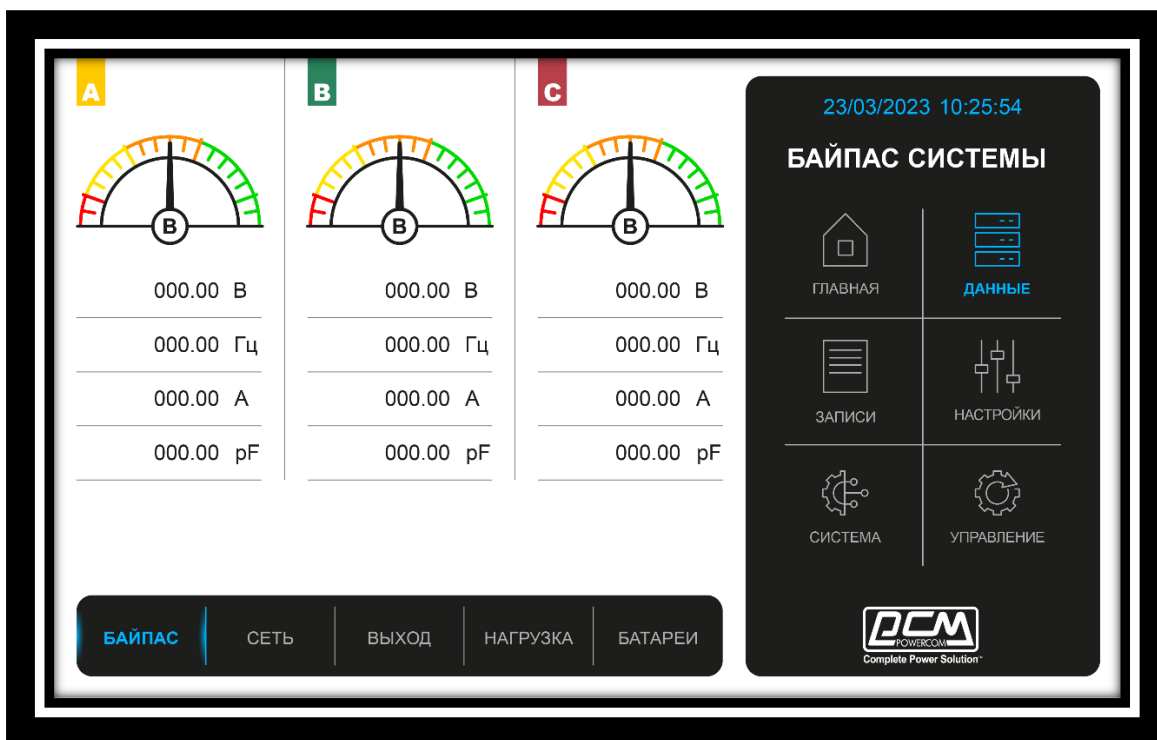 A
B
C
23/03/2023 10:25:54
БАЙПАС СИСТЕМЫ
В
В
В
000.00 В
000.00 В
000.00 В
ГЛАВНАЯ
ДАННЫЕ
000.00 Гц
000.00 Гц
000.00 Гц
000.00 А
000.00 А
000.00 А
ЗАПИСИ
НАСТРОЙКИ
000.00 pF
000.00 pF
000.00 pF
СИСТЕМА
УПРАВЛЕНИЕ
БАЙПАС
СЕТЬ
ВЫХОД
НАГРУЗКА
БАТАРЕИ
PCM
POWERCOM
Complete Power Solution™